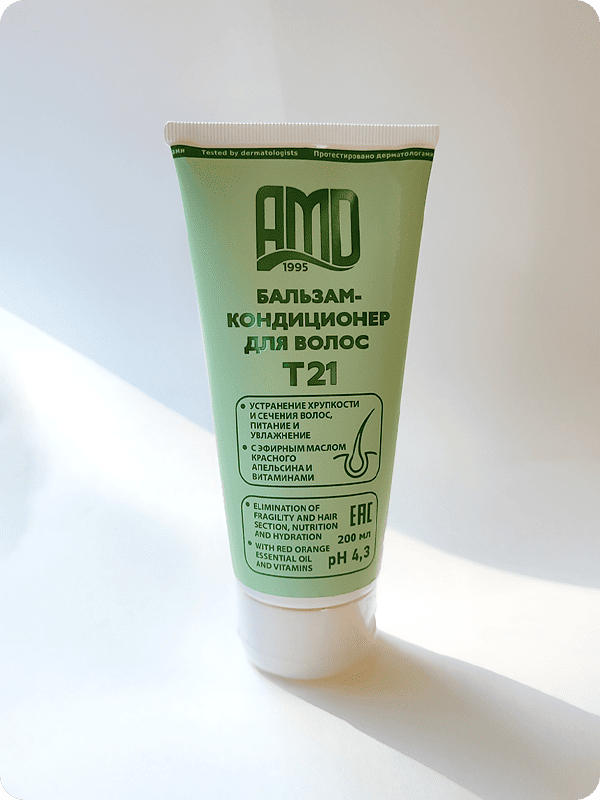 ами Tested by dermatologists Протестировано дерматологами
AMD
1995
БАЛЬЗАМ-
КОНДИЦИОНЕР
ДЛЯ ВОЛОС
T21
• УСТРАНЕНИЕ ХРУПКОСТИ
И СЕЧЕНИЯ ВОЛОС,
ПИТАНИЕ И
УВЛАЖНЕНИЕ
• С ЭФИРНЫМ МАСЛОМ
КРАСНОГО
АПЕЛЬСИНА И
ВИТАМИНАМИ
• ELIMINATION OF
FRAGILITY AND HAIR
SECTION, NUTRITION
AND HYDRATION
• WITH RED ORANGE
ESSENTIAL OIL
AND VITAMINS
EAC
200 МЛ
pH 4,3